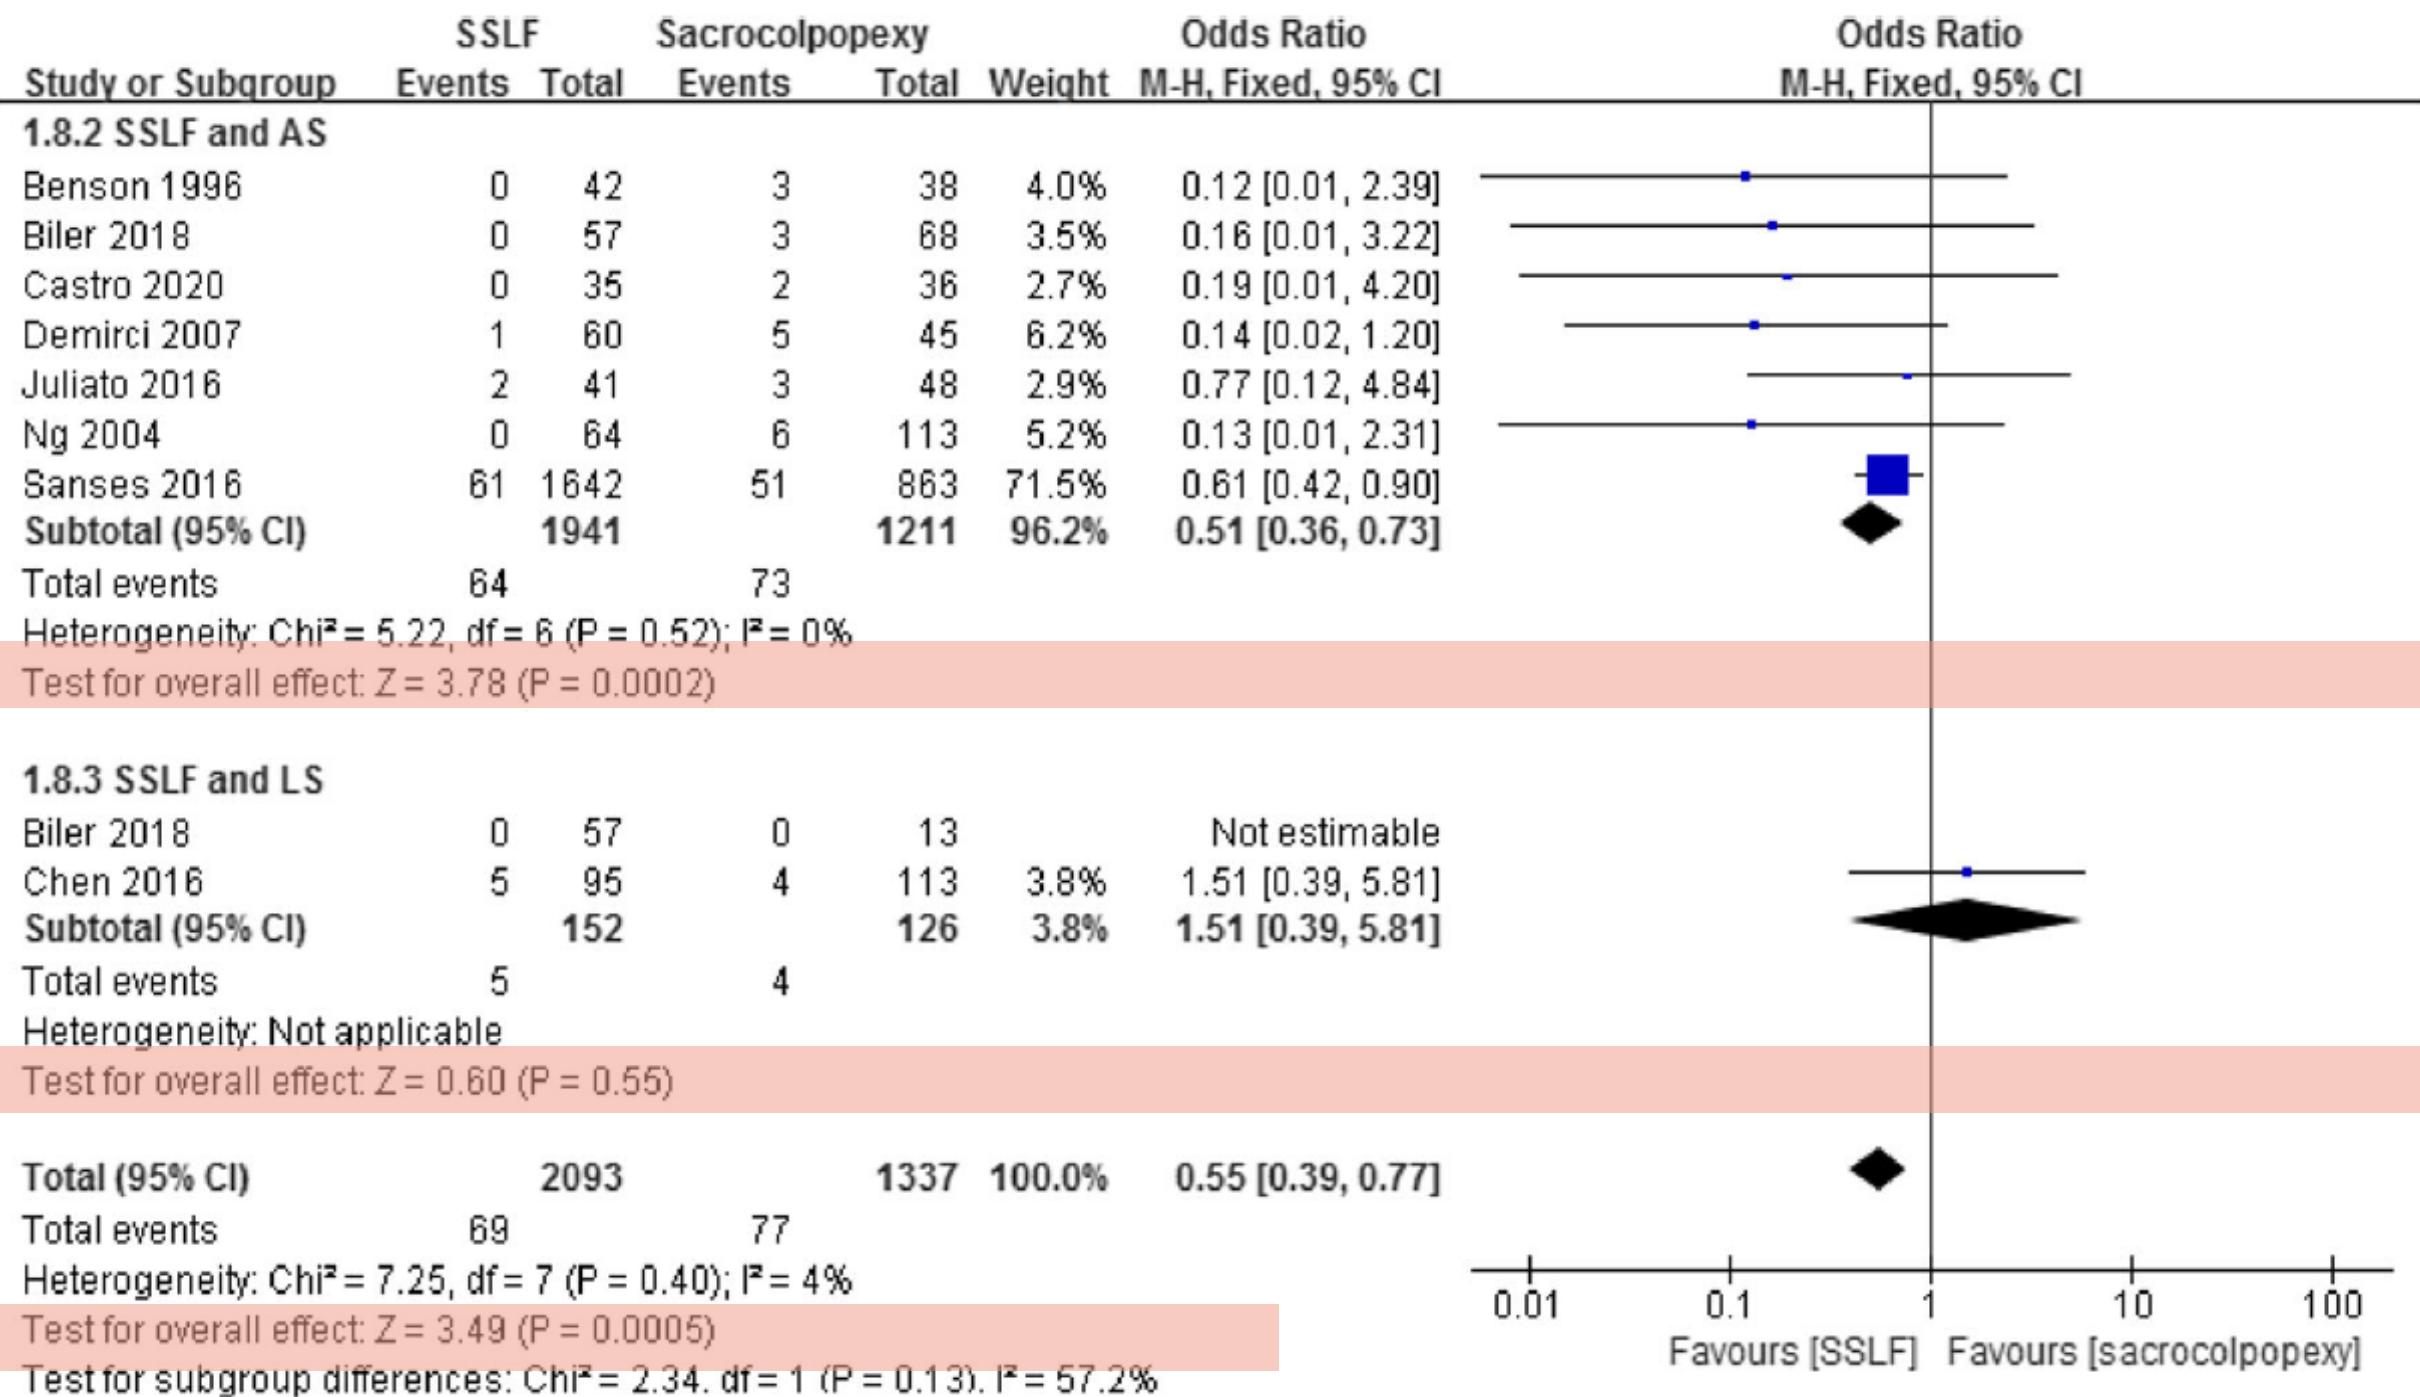 SSLF Sacrocolpopexy Odds Ratio Odds Ratio
Study or Subgroup Events Total Events Total Weight M-H, Fixed, 95% CI M-H, Fixed, 95% CI
1.8.2 SSLF and AS
Benson 1996 0 42 3 38 4.0% 0.12 [0.01, 2.39]
Biler 2018 0 57 3 68 3.5% 0.16 [0.01, 3.22]
Castro 2020 0 35 2 36 2.7% 0.19 [0.01, 4.20]
Demirci 2007 1 60 5 45 6.2% 0.14 [0.02, 1.20]
Juliato 2016 2 41 3 48 2.9% 0.77 [0.12, 4.84]
Ng 2004 0 64 6 113 5.2% 0.13 [0.01, 2.31]
Sanses 2016 61 1642 51 863 71.5% 0.61 [0.42, 0.90]
Subtotal (95% CI) 1941 1211 96.2% 0.51 [0.36, 0.73]
Total events 64 73
Heterogeneity: Chi² = 5.22, df = 6 (P = 0.52); I² = 0%
Test for overall effect: Z = 3.78 (P = 0.0002)
1.8.3 SSLF and LS
Biler 2018 0 57 0 13 Not estimable
Chen 2016 5 95 4 113 3.8% 1.51 [0.39, 5.81]
Subtotal (95% CI) 152 126 3.8% 1.51 [0.39, 5.81]
Total events 5 4
Heterogeneity: Not applicable
Test for overall effect: Z = 0.60 (P = 0.55)
Total (95% CI) 2093 1337 100.0% 0.55 [0.39, 0.77]
Total events 69 77
Heterogeneity: Chi² = 7.25, df = 7 (P = 0.40); I² = 4%
Test for overall effect: Z = 3.49 (P = 0.0005)
Test for subgroup differences: Chi² = 2.34. df = 1 (P = 0.13). I² = 57.2%
0.01 0.1 1 10 100
Favours [SSLF] Favours [sacrocolpopexy]